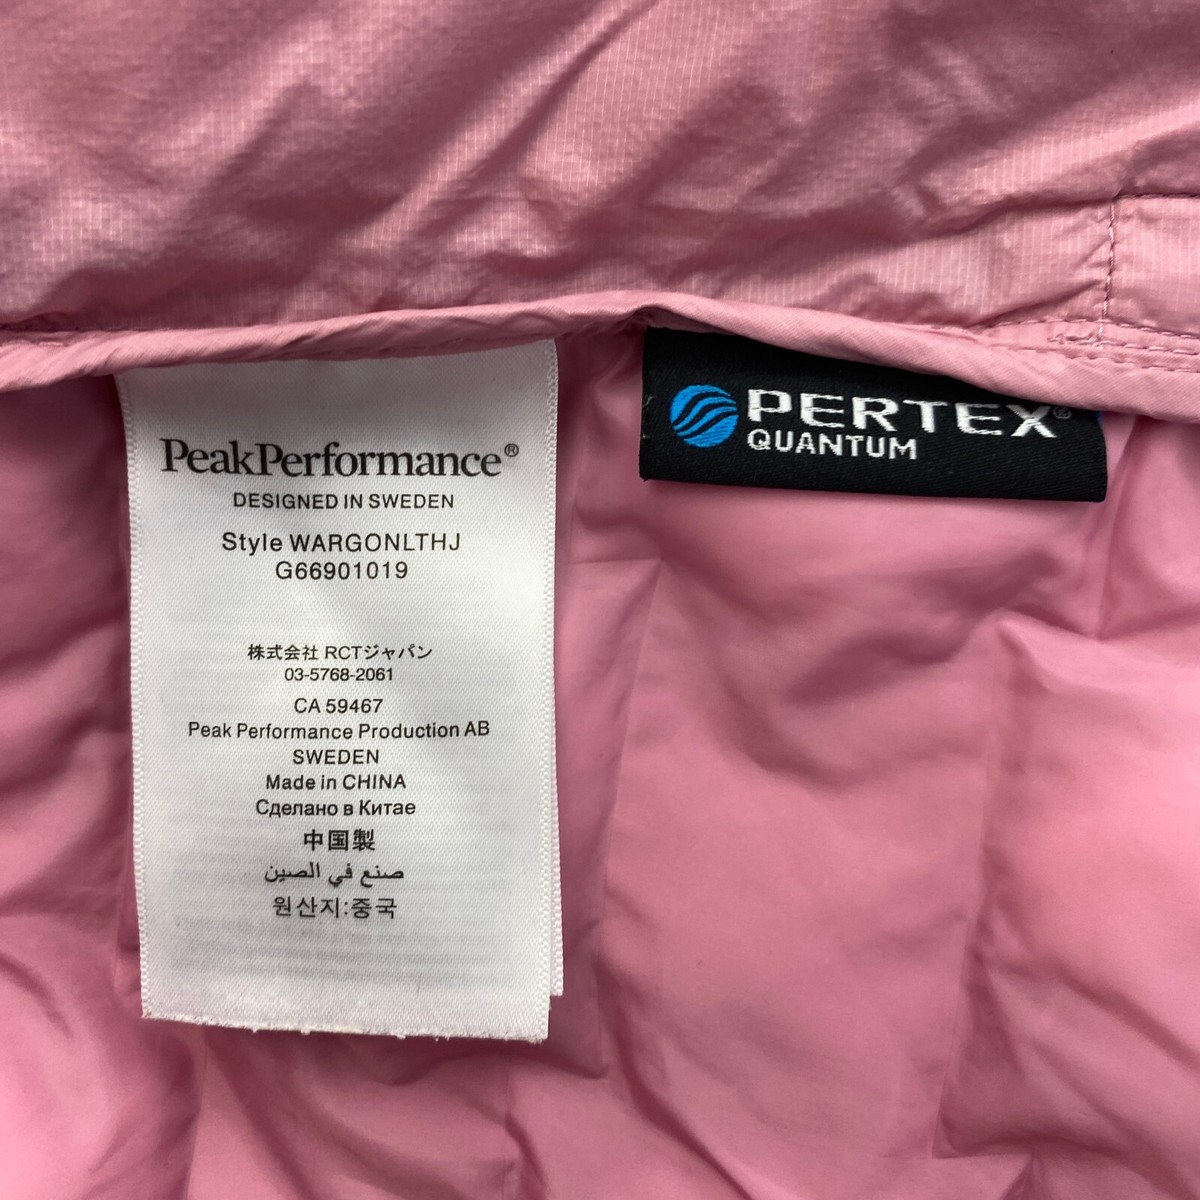 PeakPerformance®
DESIGNED IN SWEDEN
Style WARGONLTHJ
G66901019
株式会社 RCTジャパン
03-5768-2061
CA 59467
Peak Performance Production AB
SWEDEN
Made in CHINA
Сделано в Китае
中国製
صنع في الصين
원산지:중국
PERTEX®
QUANTUM